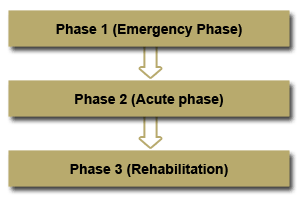 Phase 1 (Emergency Phase)
Phase 2 (Acute phase)
Phase 3 (Rehabilitation)